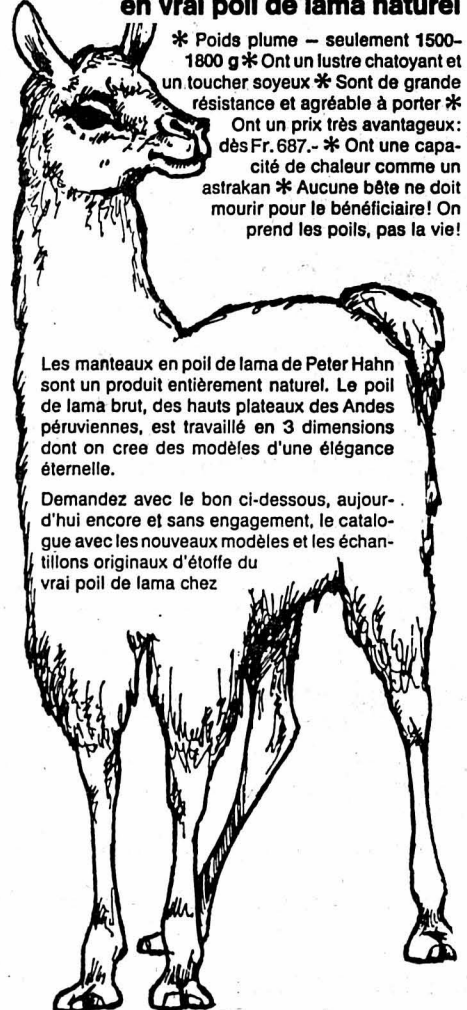 en vrai poil de lama naturel
✻ Poids plume – seulement 1500-
1800 g ✻ Ont un lustre chatoyant et
un toucher soyeux ✻ Sont de grande
résistance et agréable à porter ✻
Ont un prix très avantageux:
dès Fr. 687.- ✻ Ont une capa-
cité de chaleur comme un
astrakan ✻ Aucune bête ne doit
mourir pour le bénéficiaire! On
prend les poils, pas la vie!
Les manteaux en poil de lama de Peter Hahn
sont un produit entièrement naturel. Le poil
de lama brut, des hauts plateaux des Andes
péruviennes, est travaillé en 3 dimensions
dont on cree des modèles d'une élégance
éternelle.
Demandez avec le bon ci-dessous, aujour-
d'hui encore et sans engagement, le catalo-
gue avec les nouveaux modèles et les échan-
tillons originaux d'étoffe du
vrai poil de lama chez